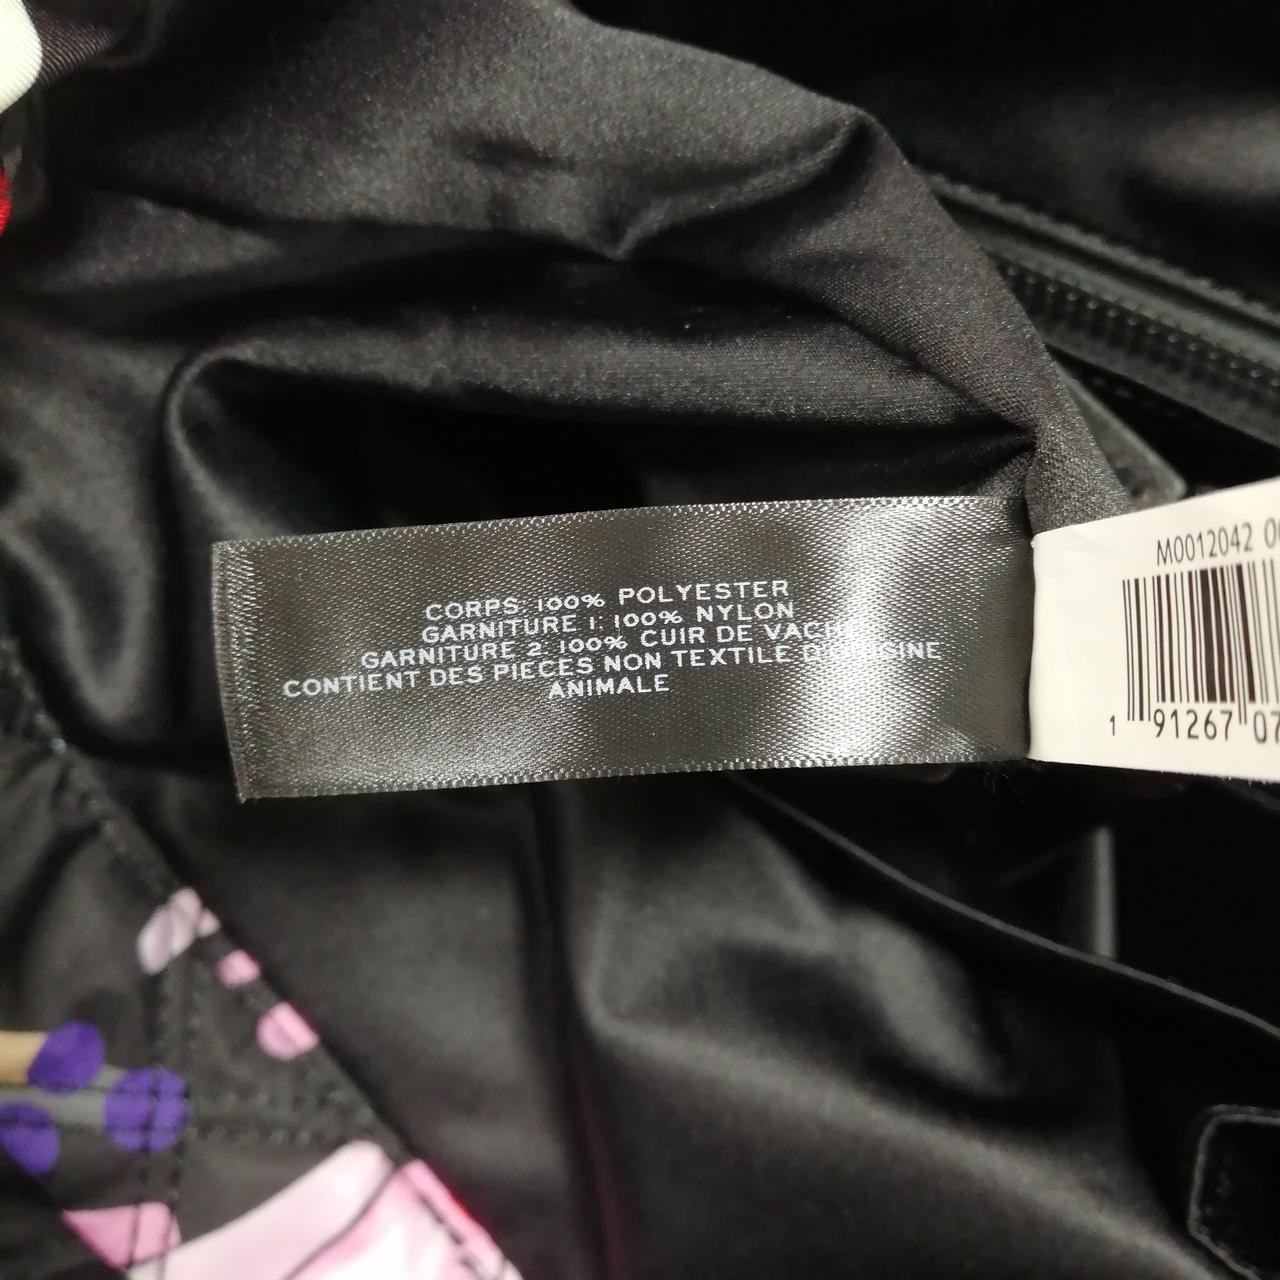 CORPS: 100% POLYESTER
GARNITURE 1: 100% NYLON
GARNITURE 2: 100% CUIR DE VACHE
CONTIENT DES PIECES NON TEXTILE D'ORIGINE
ANIMALE
M0012042
1 91267 07